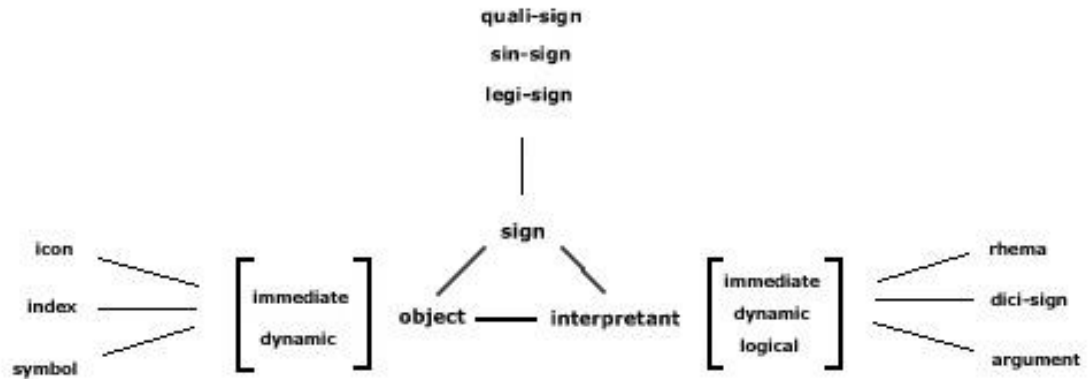 quali-sign
sin-sign
legi-sign
sign
icon
index
symbol
immediate
dynamic
object
interpretant
immediate
dynamic
logical
rhema
dici-sign
argument